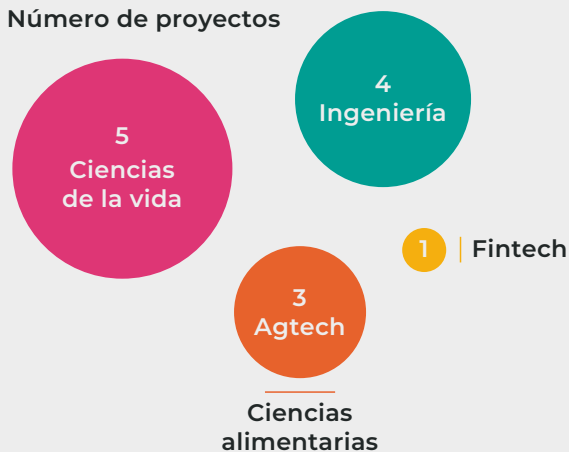 Número de proyectos
5
Ciencias
de la vida
4
Ingeniería
1
Fintech
3
Agtech
Ciencias
alimentarias